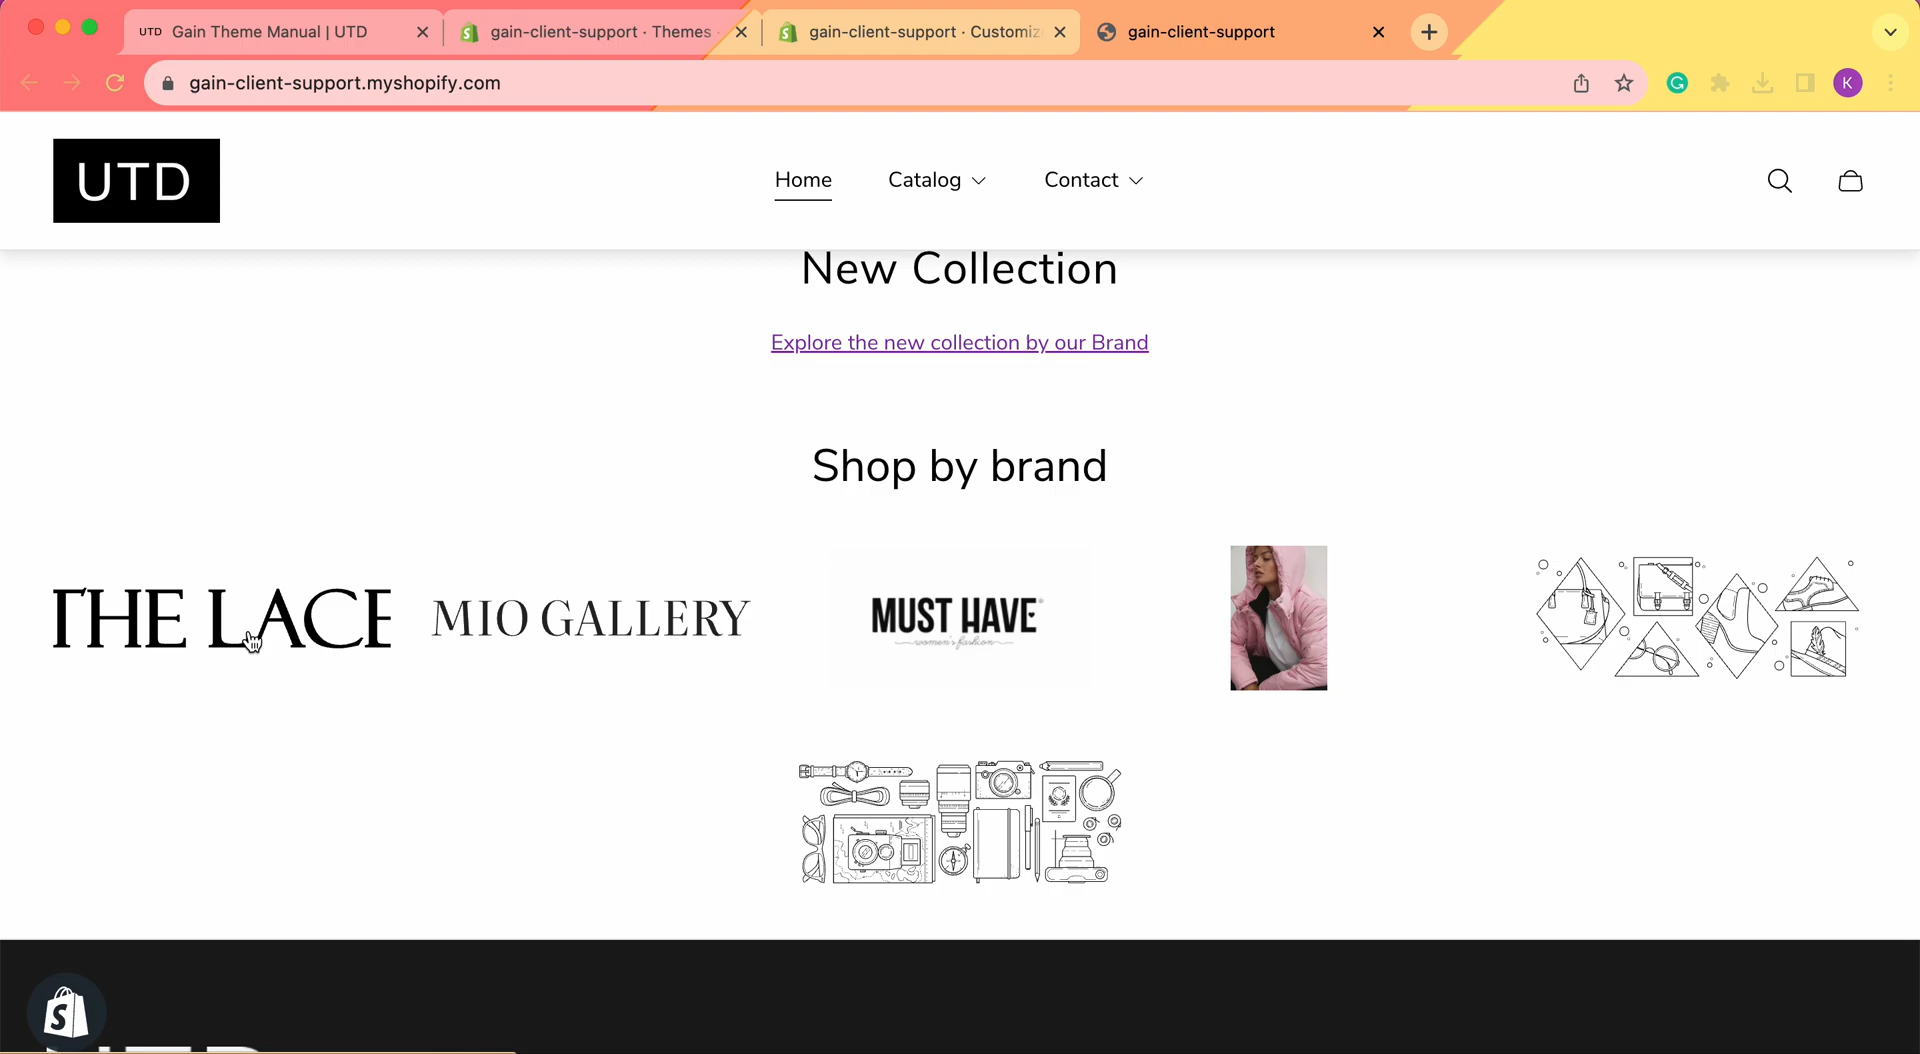 UTD Gain Theme Manual | UTD
gain-client-support · Themes ·
gain-client-support · Customiz
gain-client-support
gain-client-support.myshopify.com
K
UTD
Home
Catalog
Contact
New Collection
Explore the new collection by our Brand
Shop by brand
THE LACE
MIO GALLERY
MUST HAVE®
women's fashion